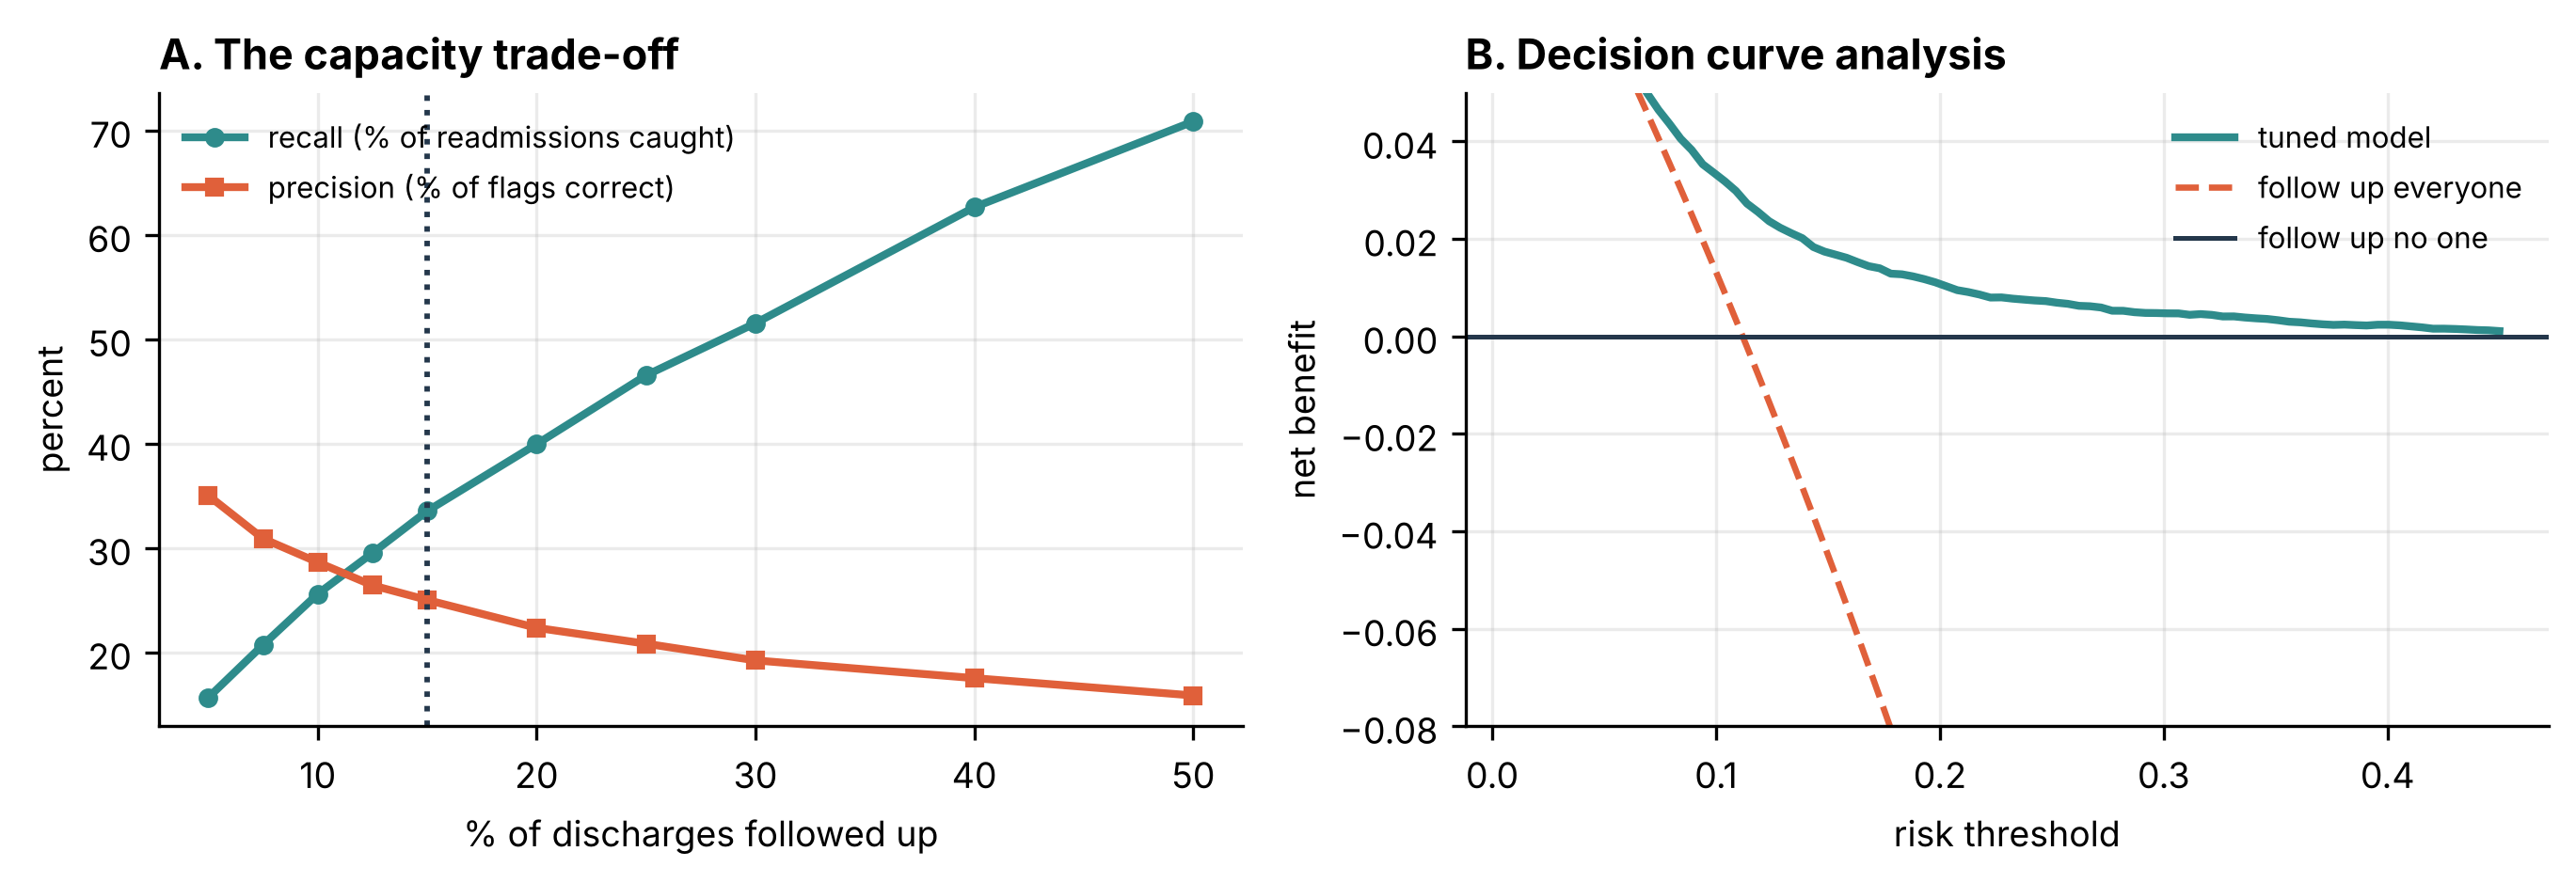 A. The capacity trade-off
recall (% of readmissions caught)
precision (% of flags correct)
percent
70
60
50
40
30
20
10
20
30
40
50
% of discharges followed up
B. Decision curve analysis
tuned model
follow up everyone
follow up no one
net benefit
0.04
0.02
0.00
−0.02
−0.04
−0.06
−0.08
0.0
0.1
0.2
0.3
0.4
risk threshold